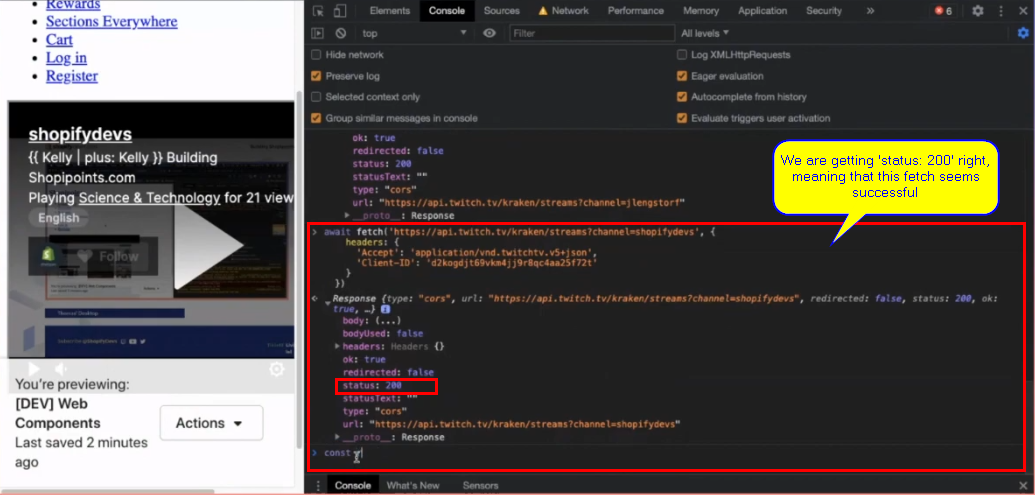 Rewards
Sections Everywhere
Cart
Log in
Register
shopifydevs
{{ Kelly | plus: Kelly }} Building
Shopipoints.com
Playing Science & Technology for 21 view
English
Follow
You're previewing:
[DEV] Web
Components
Last saved 2 minutes
ago
Actions
Elements Console Sources Network Performance Memory Application Security » 6
top Filter All levels
Hide network Log XMLHttpRequests
Preserve log Eager evaluation
Selected context only Autocomplete from history
Group similar messages in console Evaluate triggers user activation
ok: true
redirected: false
status: 200
statusText: ""
type: "cors"
url: "https://api.twitch.tv/kraken/streams?channel=jlengstorf"
__proto__: Response
We are getting 'status: 200' right,
meaning that this fetch seems
successful
await fetch('https://api.twitch.tv/kraken/streams?channel=shopifydevs', {
headers: {
'Accept': 'application/vnd.twitchtv.v5+json',
'Client-ID': 'd2kogdjt69vkm4jj9r8qc4aa25f72t'
}
})
Response {type: "cors", url: "https://api.twitch.tv/kraken/streams?channel=shopifydevs", redirected: false, status: 200, ok:
true, …}
body: (...)
bodyUsed: false
headers: Headers {}
ok: true
redirected: false
status: 200
statusText: ""
type: "cors"
url: "https://api.twitch.tv/kraken/streams?channel=shopifydevs"
__proto__: Response
const
Console What's New Sensors